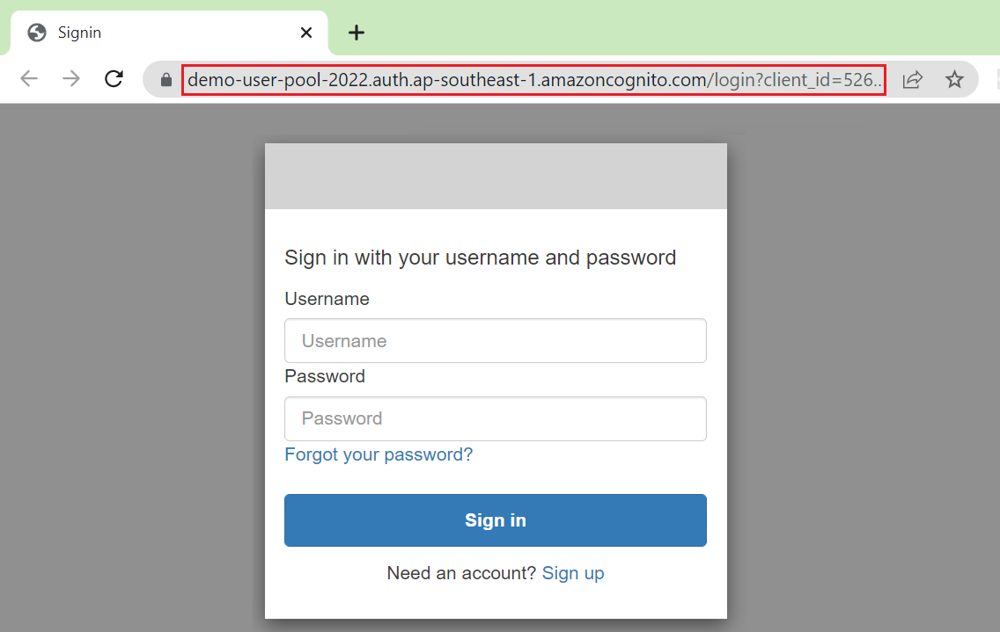 Signin
demo-user-pool-2022.auth.ap-southeast-1.amazoncognito.com/login?client_id=526...
Sign in with your username and password
Username
Username
Password
Password
Forgot your password?
Sign in
Need an account? Sign up